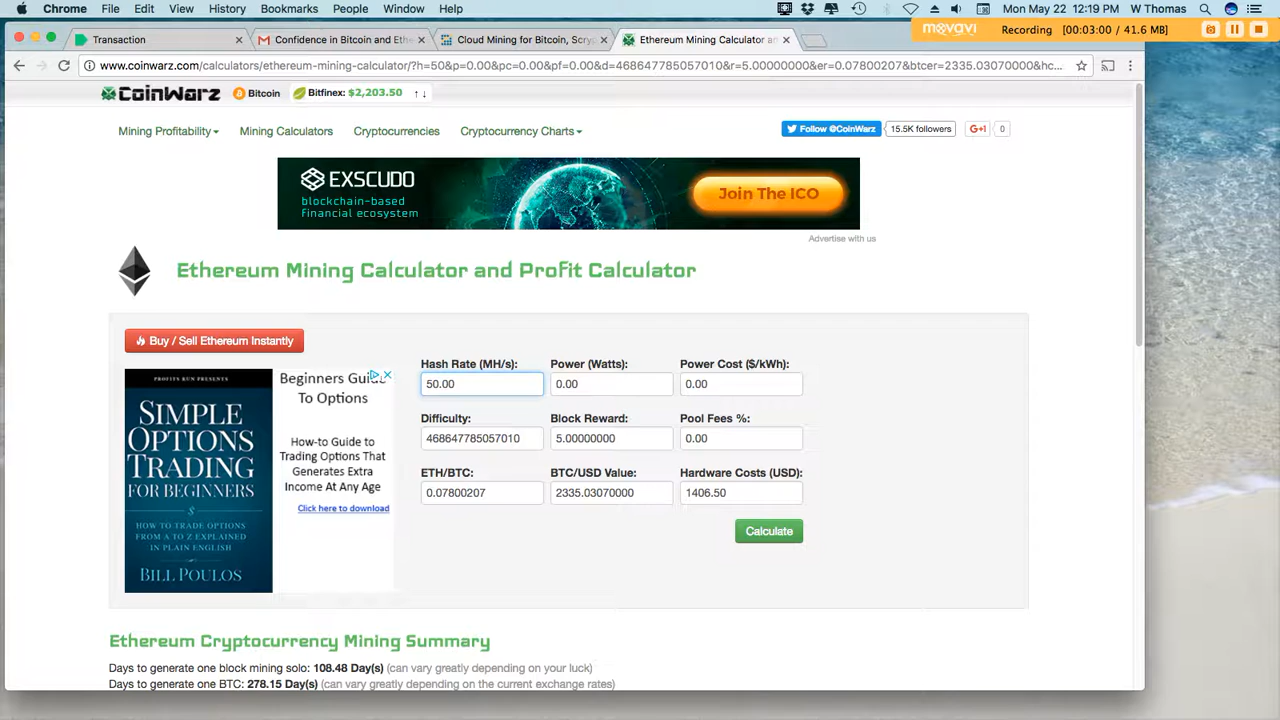 Chrome File Edit View History Bookmarks People Window Help Mon May 22 12:19 PM W Thomas
movavi Recording [00:03:00 / 41.6 MB]
Transaction × Confidence in Bitcoin and Eth × Cloud Mining for Bitcoin, Scry × Ethereum Mining Calculator an ×
www.coinwarz.com/calculators/ethereum-mining-calculator/?h=50&p=0.00&pc=0.00&pf=0.00&d=468647785057010&r=5.00000000&er=0.07800207&btcer=2335.03070000&hc...
CoinWarz Bitcoin Bitfinex: $2,203.50 ↑ ↓
Mining Profitability Mining Calculators Cryptocurrencies Cryptocurrency Charts Follow @CoinWarz 15.5K followers G+1 0
EXSCUDO
blockchain-based
financial ecosystem
Join The ICO
Advertise with us
Ethereum Mining Calculator and Profit Calculator
Buy / Sell Ethereum Instantly
PROFITS RUN PRESENTS
SIMPLE
OPTIONS
TRADING
FOR BEGINNERS
$
HOW TO TRADE OPTIONS
FROM A TO Z EXPLAINED
IN PLAIN ENGLISH
BILL POULOS
Beginners Guide
To Options
How-to Guide to
Trading Options That
Generates Extra
Income At Any Age
Click here to download
Hash Rate (MH/s): Power (Watts): Power Cost ($/kWh):
50.00 0.00 0.00
Difficulty: Block Reward: Pool Fees %:
468647785057010 5.00000000 0.00
ETH/BTC: BTC/USD Value: Hardware Costs (USD):
0.07800207 2335.03070000 1406.50
Calculate
Ethereum Cryptocurrency Mining Summary
Days to generate one block mining solo: 108.48 Day(s) (can vary greatly depending on your luck)
Days to generate one BTC: 278.15 Day(s) (can vary greatly depending on the current exchange rates)